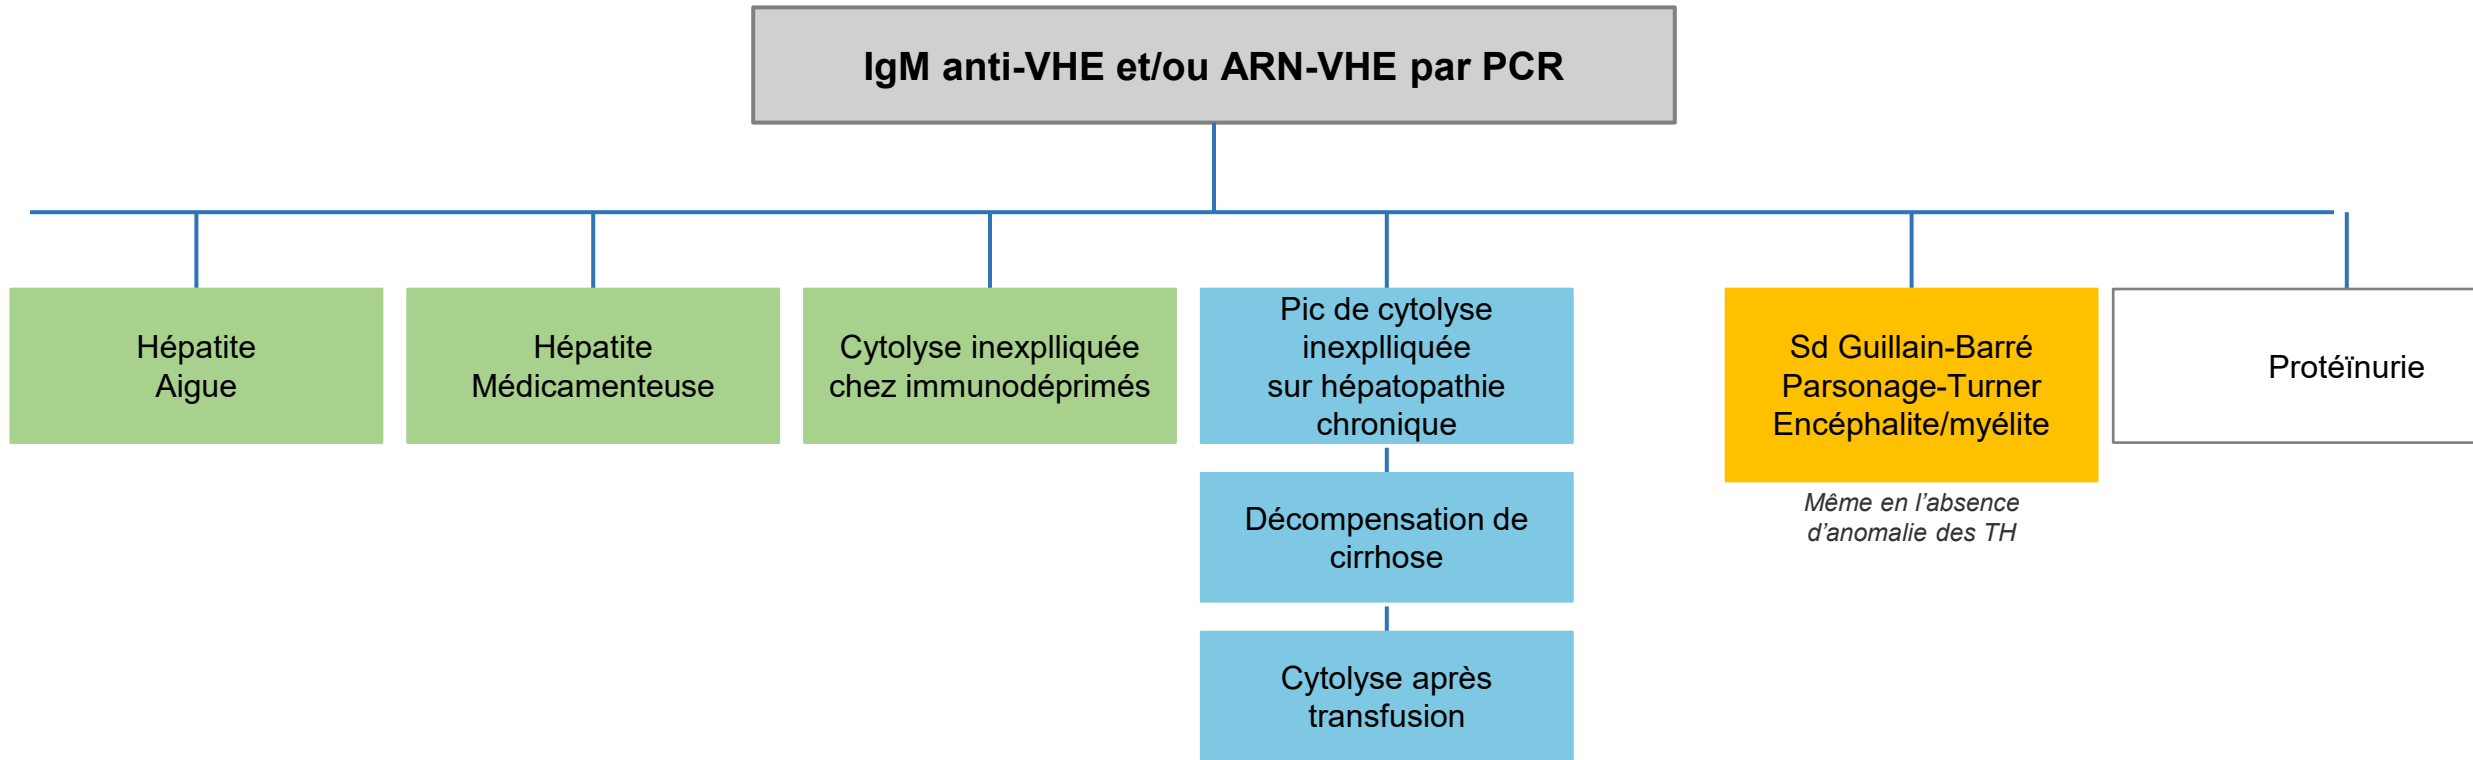 IgM anti-VHE et/ou ARN-VHE par PCR
Hépatite
Aigue
Hépatite
Médicamenteuse
Cytolyse inexplliquée
chez immunodéprimés
Pic de cytolyse
inexplliquée
sur hépatopathie
chronique
Décompensation de
cirrhose
Cytolyse après
transfusion
Sd Guillain-Barré
Parsonage-Turner
Encéphalite/myélite
Même en l’absence
d’anomalie des TH
Protéïnurie